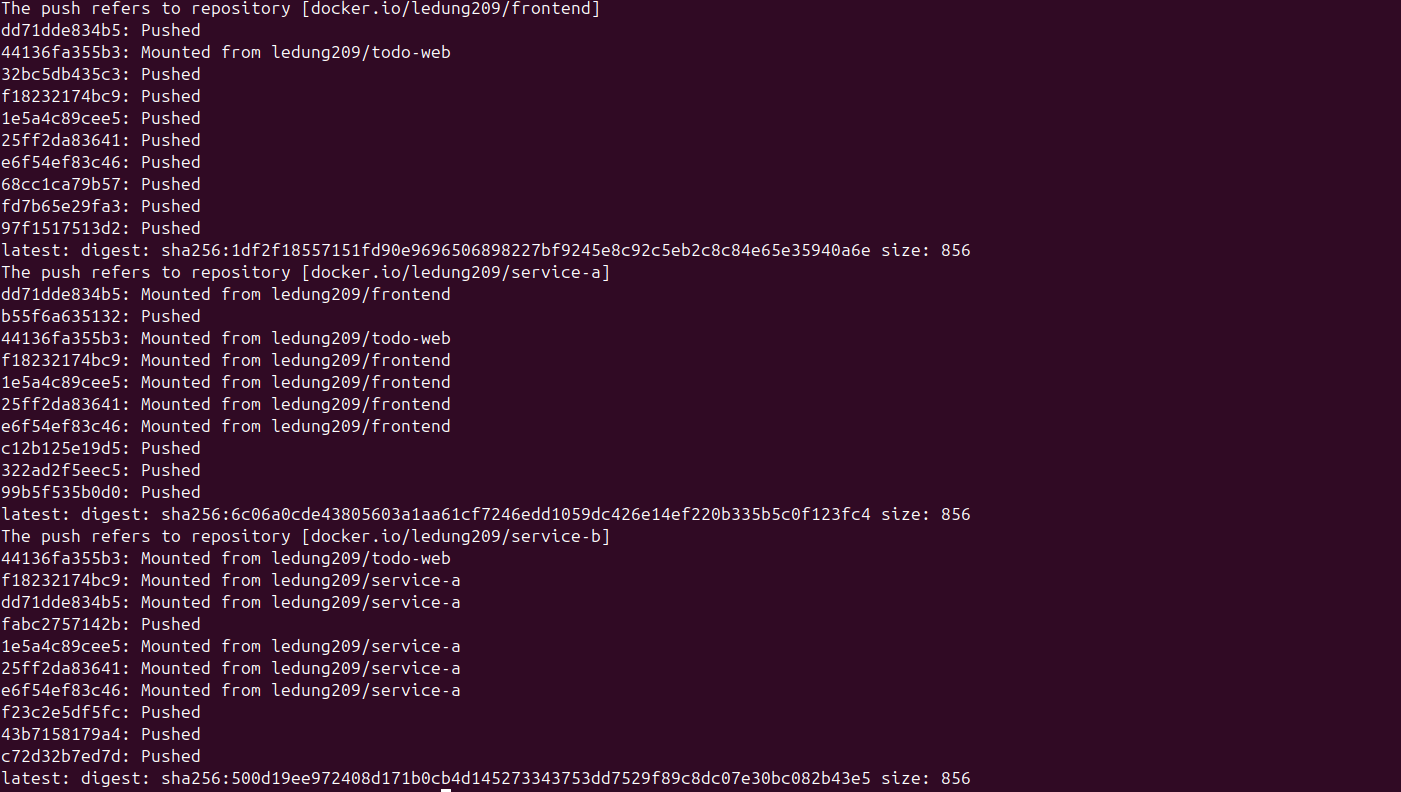 The push refers to repository [docker.io/ledung209/frontend]
dd71dde834b5: Pushed
44136fa355b3: Mounted from ledung209/todo-web
32bc5db435c3: Pushed
f18232174bc9: Pushed
1e5a4c89cee5: Pushed
25ff2da83641: Pushed
e6f54ef83c46: Pushed
68cc1ca79b57: Pushed
fd7b65e29fa3: Pushed
97f1517513d2: Pushed
latest: digest: sha256:1df2f18557151fd90e9696506898227bf9245e8c92c5eb2c8c84e65e35940a6e size: 856
The push refers to repository [docker.io/ledung209/service-a]
dd71dde834b5: Mounted from ledung209/frontend
b55f6a635132: Pushed
44136fa355b3: Mounted from ledung209/todo-web
f18232174bc9: Mounted from ledung209/frontend
1e5a4c89cee5: Mounted from ledung209/frontend
25ff2da83641: Mounted from ledung209/frontend
e6f54ef83c46: Mounted from ledung209/frontend
c12b125e19d5: Pushed
322ad2f5eec5: Pushed
99b5f535b0d0: Pushed
latest: digest: sha256:6c06a0cde43805603a1aa61cf7246edd1059dc426e14ef220b335b5c0f123fc4 size: 856
The push refers to repository [docker.io/ledung209/service-b]
44136fa355b3: Mounted from ledung209/todo-web
f18232174bc9: Mounted from ledung209/service-a
dd71dde834b5: Mounted from ledung209/service-a
fabc2757142b: Pushed
1e5a4c89cee5: Mounted from ledung209/service-a
25ff2da83641: Mounted from ledung209/service-a
e6f54ef83c46: Mounted from ledung209/service-a
f23c2e5df5fc: Pushed
43b7158179a4: Pushed
c72d32b7ed7d: Pushed
latest: digest: sha256:500d19ee972408d171b0cb4d145273343753dd7529f89c8dc07e30bc082b43e5 size: 856